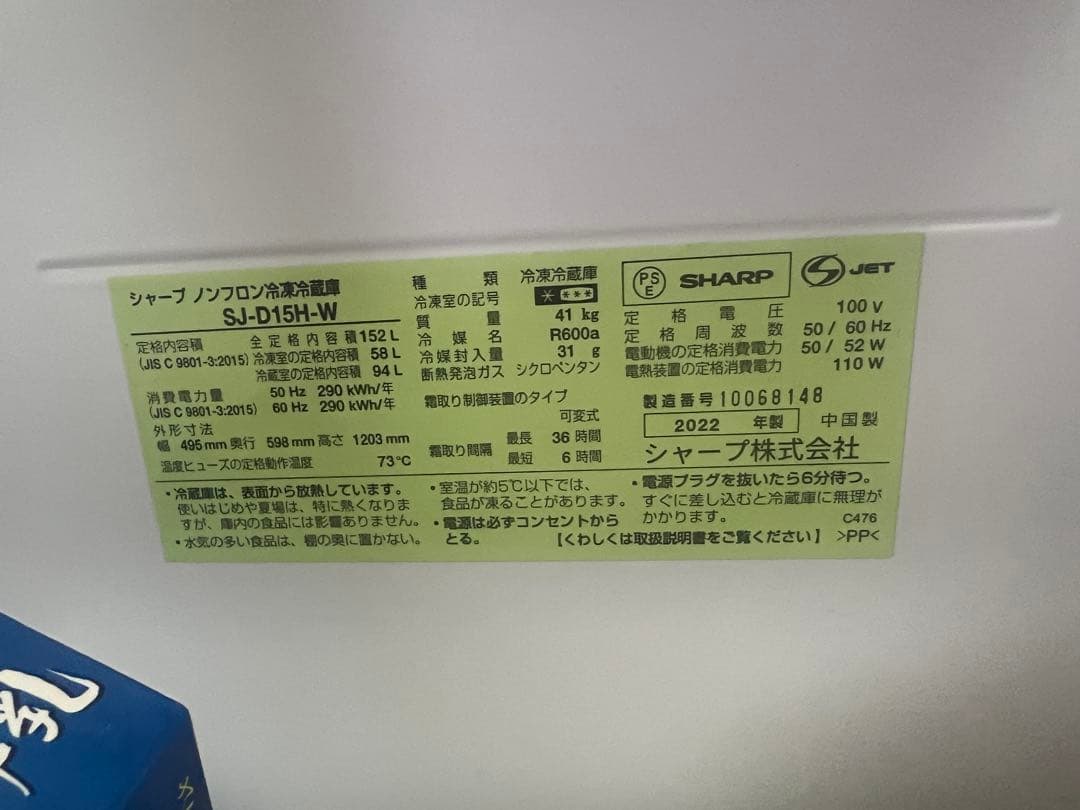 シャープ ノンフロン冷凍冷蔵庫
SJ-D15H-W
定格内容積 全定格内容積 152 L
(JIS C 9801-3:2015) 冷凍室の定格内容積 58 L
冷蔵室の定格内容積 94 L
消費電力量 50 Hz 290 kWh/年
(JIS C 9801-3:2015) 60 Hz 290 kWh/年
外形寸法
幅 495 mm 奥行 598 mm 高さ 1203 mm
温度ヒューズの定格動作温度 73℃
種類 冷凍冷蔵庫
冷凍室の記号 * ***
質量 41 kg
冷媒名 R600a
冷媒封入量 31 g
断熱発泡ガス シクロペンタン
霜取り制御装置のタイプ
可変式
霜取り間隔 最長 36 時間
最短 6 時間
PSE SHARP JET
定格電圧 100 V
定格周波数 50 / 60 Hz
電動機の定格消費電力 50 / 52 W
電熱装置の定格消費電力 110 W
製造番号 10068148
2022 年製 中国製
シャープ株式会社
・冷蔵庫は、表面から放熱しています。
使いはじめや夏場は、特に熱くなりま
すが、庫内の食品には影響ありません。
・水気の多い食品は、棚の奥に置かない。
・室温が約5℃以下では、
食品が凍ることがあります。
・電源は必ずコンセントから
とる。
・電源プラグを抜いたら6分待つ。
すぐに差し込むと冷蔵庫に無理が
かかります。 C476
【くわしくは取扱説明書をご覧ください】 >PP<
乳